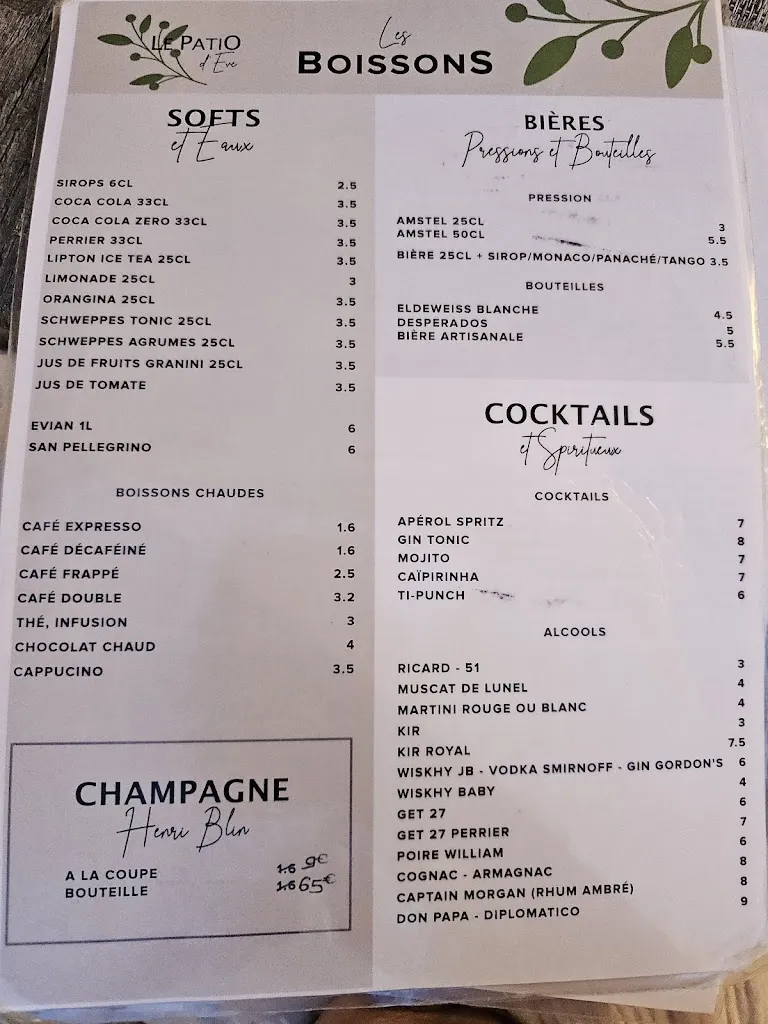 LE PATIO
d'Eve
Les
BOISSONS
SOFTS
et Eaux
SIROPS 6CL 2.5
COCA COLA 33CL 3.5
COCA COLA ZERO 33CL 3.5
PERRIER 33CL 3.5
LIPTON ICE TEA 25CL 3.5
LIMONADE 25CL 3
ORANGINA 25CL 3.5
SCHWEPPES TONIC 25CL 3.5
SCHWEPPES AGRUMES 25CL 3.5
JUS DE FRUITS GRANINI 25CL 3.5
JUS DE TOMATE 3.5
EVIAN 1L 6
SAN PELLEGRINO 6
BOISSONS CHAUDES
CAFÉ EXPRESSO 1.6
CAFÉ DÉCAFÉINÉ 1.6
CAFÉ FRAPPÉ 2.5
CAFÉ DOUBLE 3.2
THÉ, INFUSION 3
CHOCOLAT CHAUD 4
CAPPUCINO 3.5
CHAMPAGNE
Henri Blin
A LA COUPE 1.6 9€
BOUTEILLE 1.6 65€
BIÈRES
Pressions et Bouteilles
PRESSION
AMSTEL 25CL 3
AMSTEL 50CL 5.5
BIÈRE 25CL + SIROP/MONACO/PANACHÉ/TANGO 3.5
BOUTEILLES
ELDEWEISS BLANCHE 4.5
DESPERADOS 5
BIÈRE ARTISANALE 5.5
COCKTAILS
et Spiritueux
COCKTAILS
APÉROL SPRITZ 7
GIN TONIC 8
MOJITO 7
CAÏPIRINHA 7
TI-PUNCH 6
ALCOOLS
RICARD - 51 3
MUSCAT DE LUNEL 4
MARTINI ROUGE OU BLANC 4
KIR 3
KIR ROYAL 7.5
WISKHY JB - VODKA SMIRNOFF - GIN GORDON'S 6
WISKHY BABY 4
GET 27 6
GET 27 PERRIER 7
POIRE WILLIAM 6
COGNAC - ARMAGNAC 8
CAPTAIN MORGAN (RHUM AMBRÉ) 8
DON PAPA - DIPLOMATICO 9